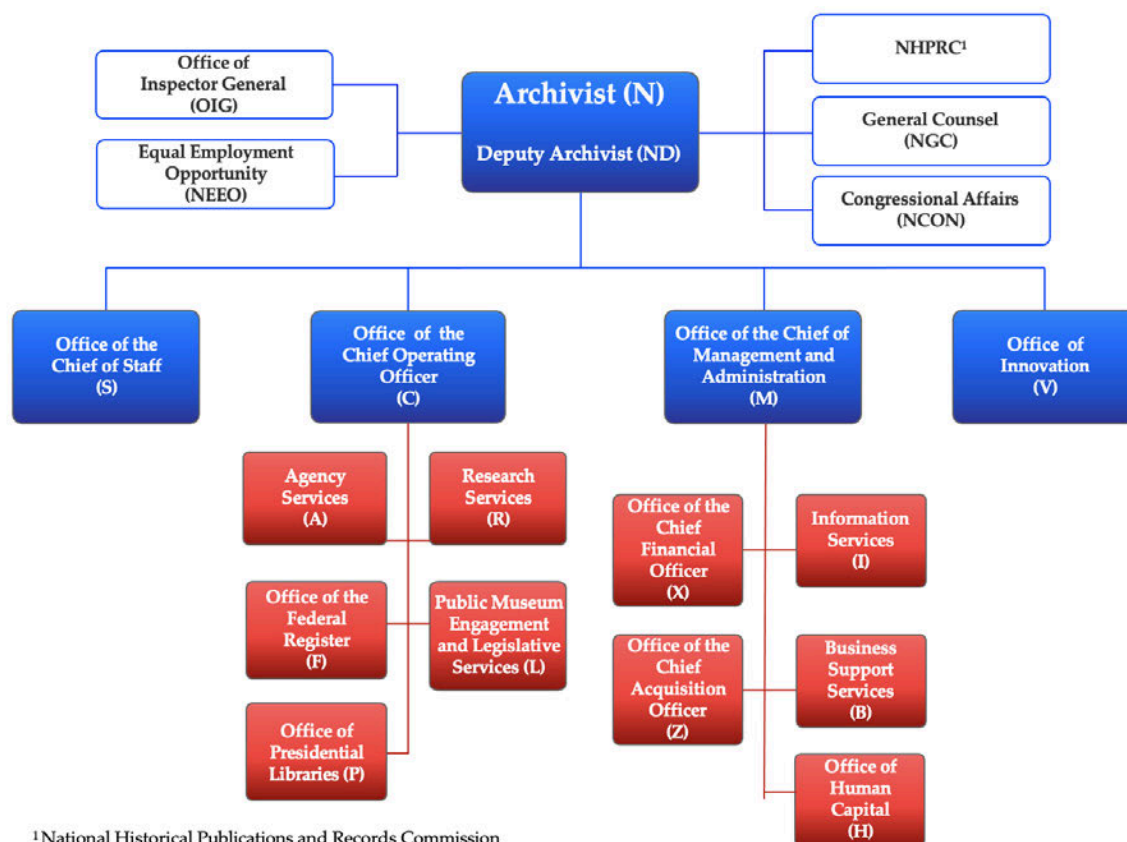 Office of
Inspector General
(OIG)
Equal Employment
Opportunity
(NEEO)
Archivist (N)
Deputy Archivist (ND)
NHPRC¹
General Counsel
(NGC)
Congressional Affairs
(NCON)
Office of the
Chief of Staff
(S)
Office of the
Chief Operating
Officer
(C)
Office of the Chief of
Management and
Administration
(M)
Office of
Innovation
(V)
Agency
Services
(A)
Research
Services
(R)
Office of the
Federal
Register
(F)
Public Museum
Engagement
and Legislative
Services (L)
Office of
Presidential
Libraries (P)
Office of the
Chief
Financial
Officer
(X)
Information
Services
(I)
Office of the
Chief
Acquisition
Officer
(Z)
Business
Support
Services
(B)
Office of
Human
Capital
(H)
¹ National Historical Publications and Records Commission